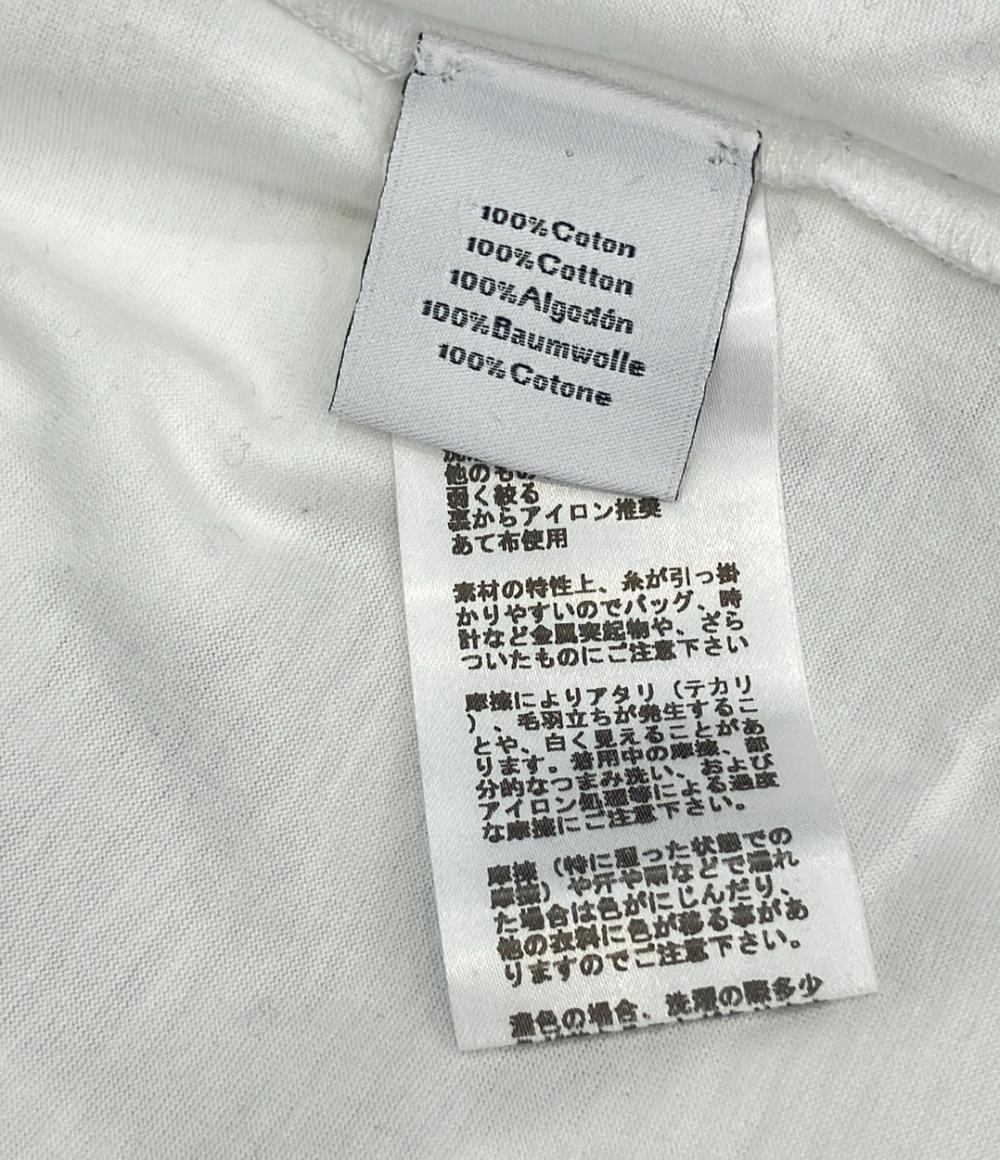 100%Coton
100%Cotton
100%Algodón
100%Baumwolle
100%Cotone
他のもの
弱く絞る
裏からアイロン推奨
あて布使用
素材の特性上、糸が引っ掛
かりやすいのでバッグ、時
計など金属突起物や、ざら
ついたものにご注意下さい
摩擦によりアタリ（テカリ
）、毛羽立ちが発生するこ
とや、白く見えることがあ
ります。着用中の摩擦、部
分的なつまみ洗い、および
アイロン処理等による過度
な摩擦にご注意下さい。
摩擦（特に湿った状態での
摩擦）や汗や雨などで濡れ
た場合は色がにじんだり、
他の衣料に色が移る事があ
りますのでご注意下さい。
濃色の場合、洗濯の際多少